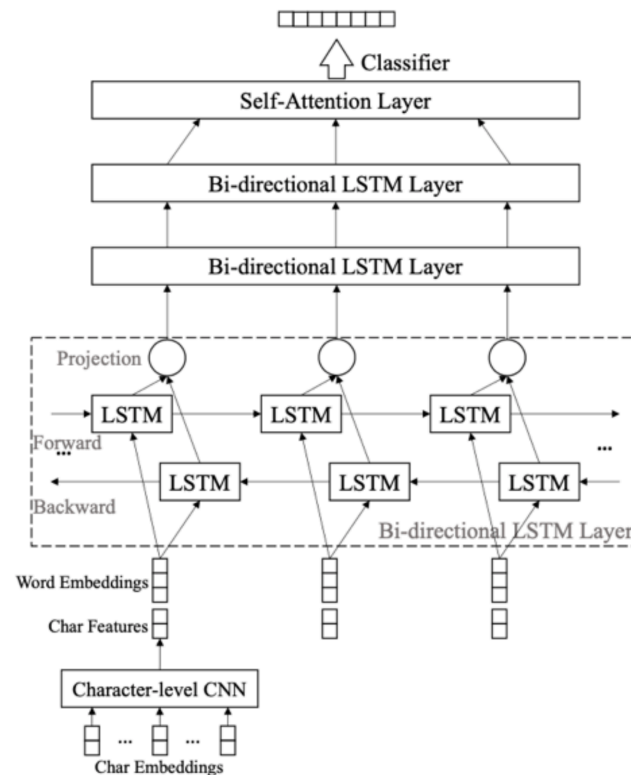 Classifier
Self-Attention Layer
Bi-directional LSTM Layer
Bi-directional LSTM Layer
Projection
LSTM LSTM LSTM
Forward
... ...
LSTM LSTM LSTM
Backward
Bi-directional LSTM Layer
Word Embeddings
Char Features
Character-level CNN
... ...
Char Embeddings